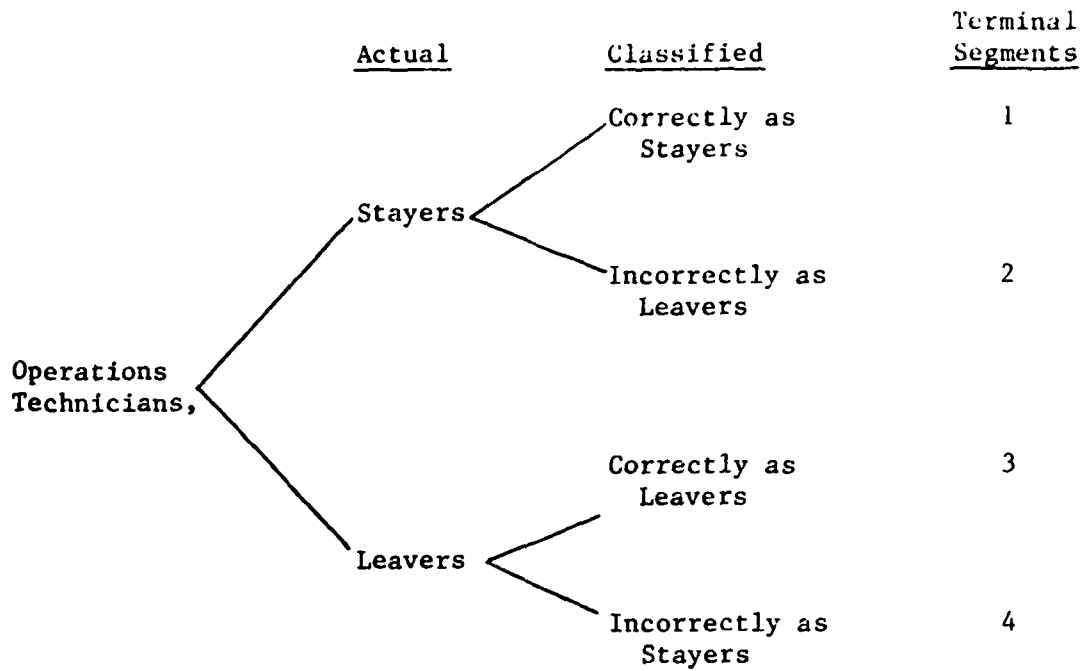 Terminal
Actual Classified Segments
Correctly as 1
Stayers
Stayers
Incorrectly as 2
Leavers
Operations
Technicians,
Correctly as 3
Leavers
Leavers
Incorrectly as 4
Stayers